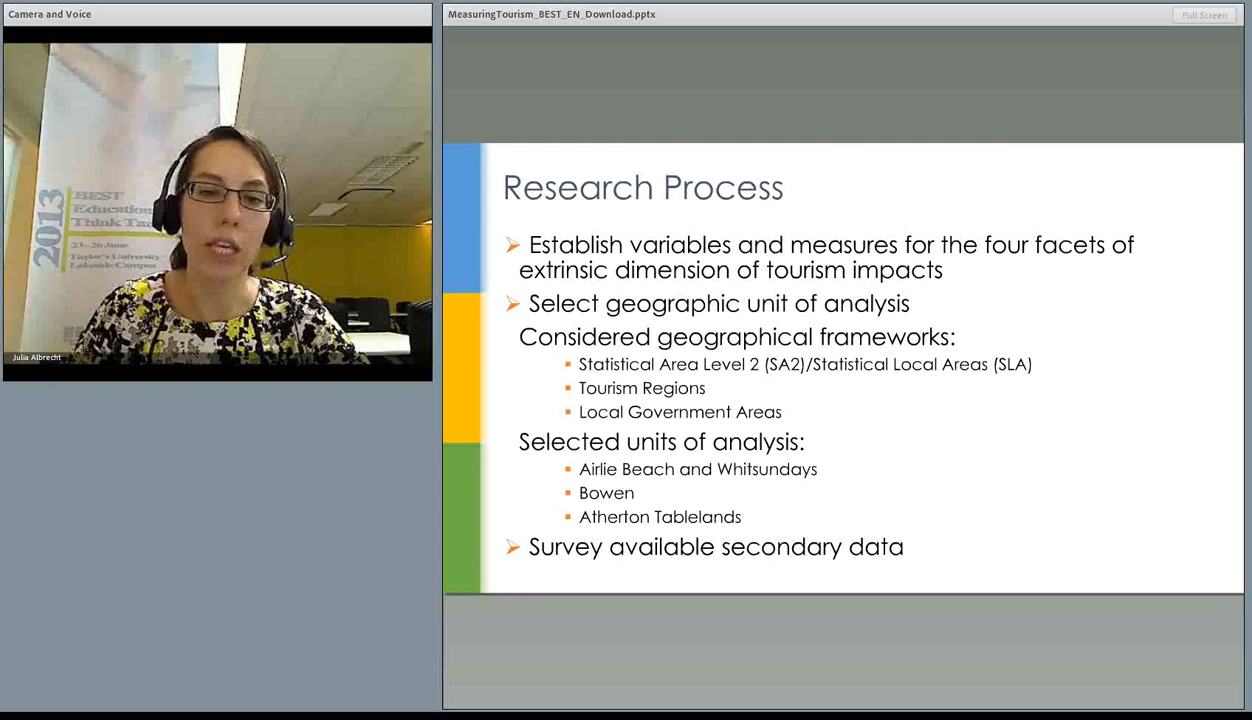 Camera and Voice
MeasuringTourism_BEST_EN_Download.pptx
Full Screen
2013
BEST
Education
Think Ta
23-26 June
Taylor's University
Lakeside Campus
Julia Albrecht
Research Process
Establish variables and measures for the four facets of
extrinsic dimension of tourism impacts
Select geographic unit of analysis
Considered geographical frameworks:
Statistical Area Level 2 (SA2)/Statistical Local Areas (SLA)
Tourism Regions
Local Government Areas
Selected units of analysis:
Airlie Beach and Whitsundays
Bowen
Atherton Tablelands
Survey available secondary data